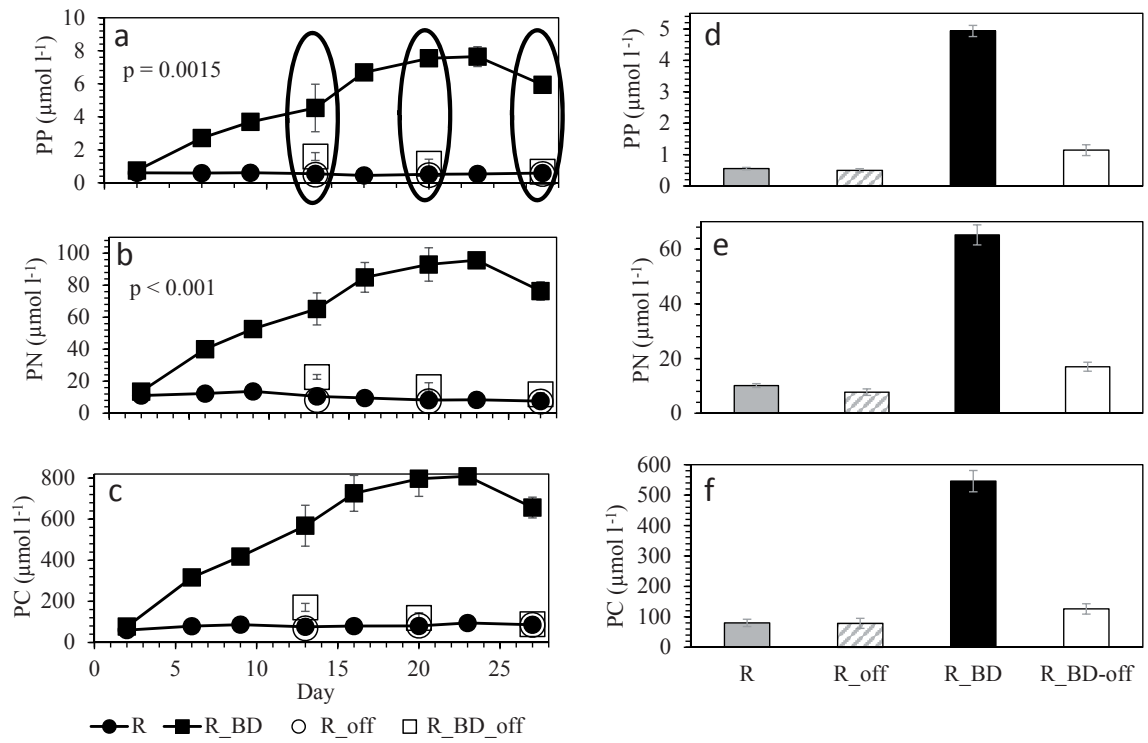 a
p = 0.0015
PP (µmol l-1)
10
8
6
4
2
0
b
p < 0.001
PN (µmol l-1)
100
80
60
40
20
0
c
PC (µmol l-1)
800
600
400
200
0
0 5 10 15 20 25
Day
R R_BD R_off R_BD_off
d
PP (µmol l-1)
5
4
3
2
1
0
e
PN (µmol l-1)
60
40
20
0
f
PC (µmol l-1)
600
500
400
300
200
100
0
R R_off R_BD R_BD-off